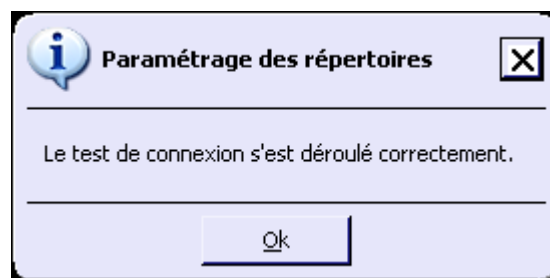 Paramétrage des répertoires
Le test de connexion s'est déroulé correctement.
Ok